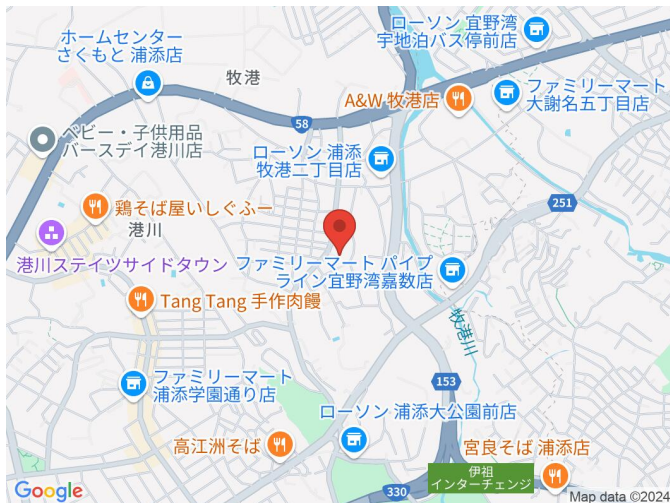 ローソン 宜野湾
宇地泊バス停前店
ホームセンター
さくもと 浦添店
牧港
A&W 牧港店
ファミリーマート
大謝名五丁目店
58
ベビー・子供用品
バースデイ港川店
ローソン 浦添
牧港二丁目店
251
鶏そば屋いしぐふー
港川
港川ステイツサイドタウン
ファミリーマート パイプ
ライン宜野湾嘉数店
Tang Tang 手作肉饅
牧港川
153
ファミリーマート
浦添学園通り店
ローソン 浦添大公園前店
高江洲そば
宮良そば 浦添店
伊祖
インターチェンジ
330
Google
Map data ©2024